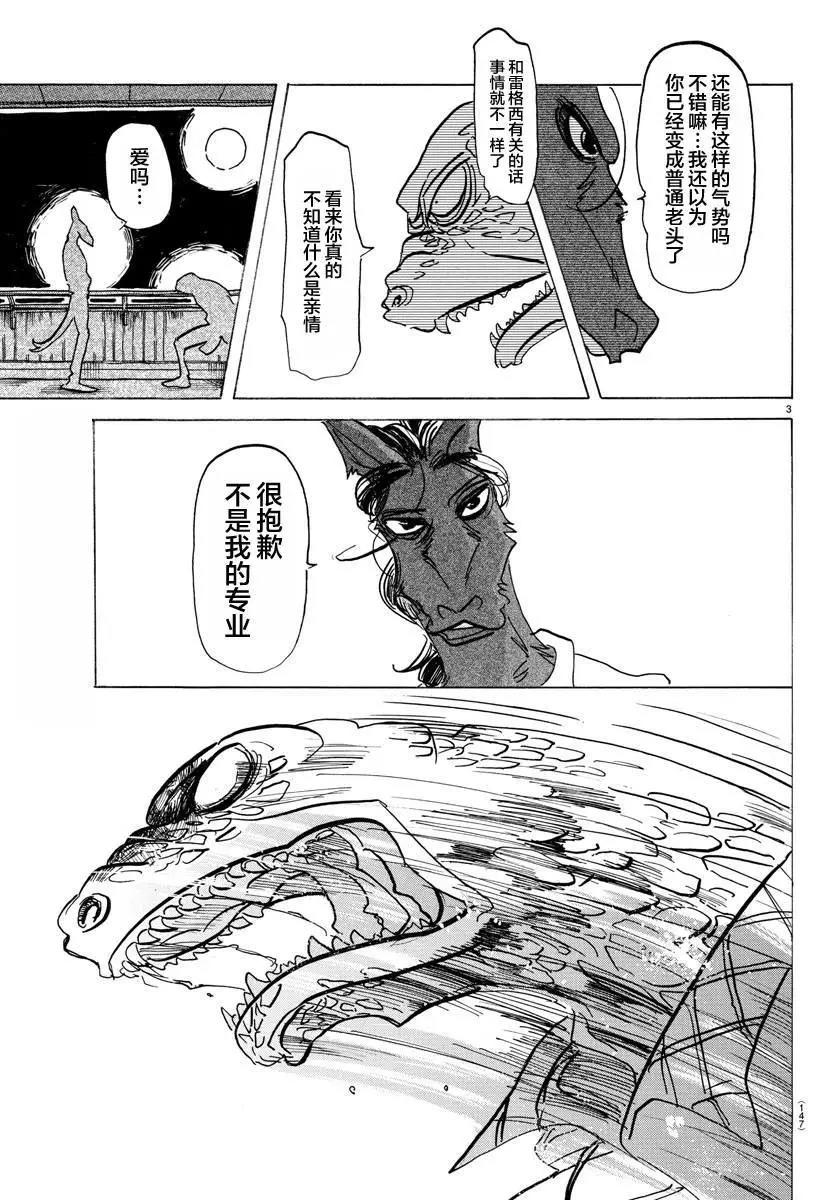 还能有这样的气势吗
不错嘛…我还以为
你已经变成普通老头了
和雷格西有关的话
事情就不一样了
看来你真的
不知道什么是亲情
爱吗…
3
很抱歉
不是我的专业
(147)